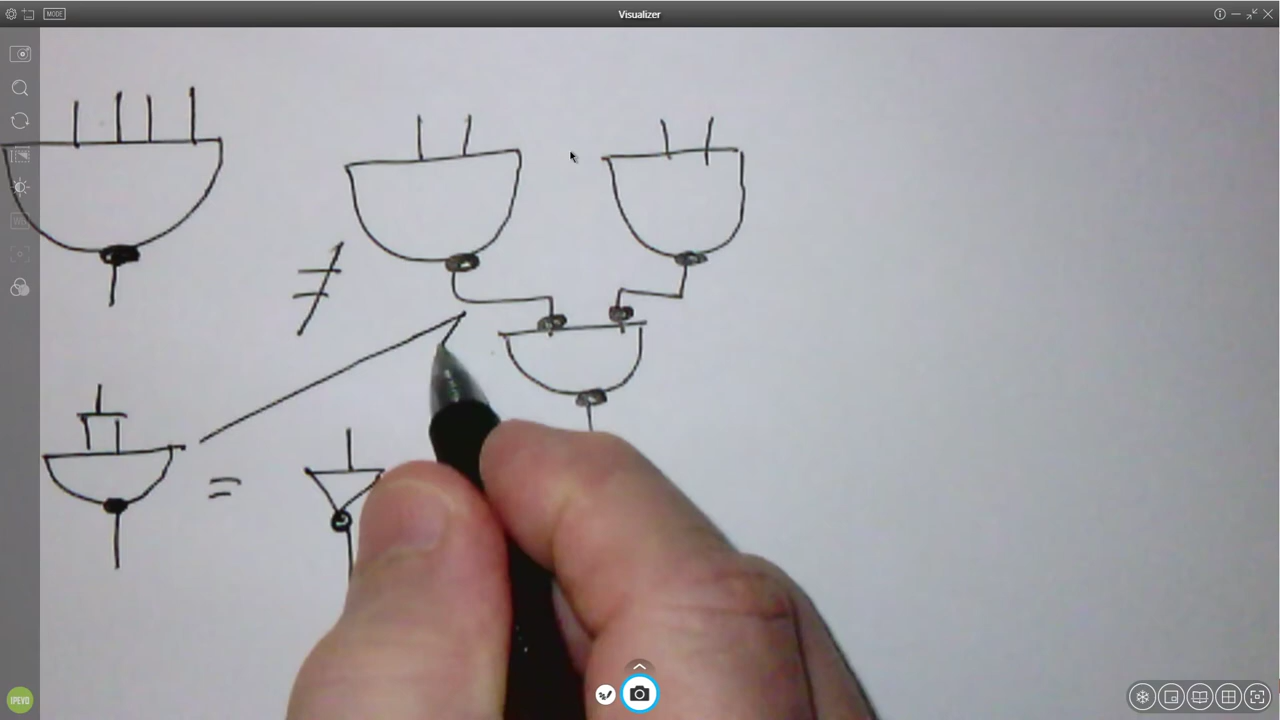 MODE
Visualizer
≠
=
IPEVO